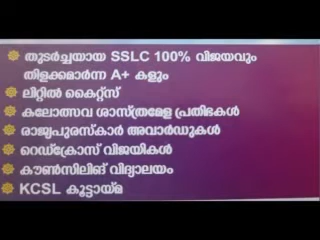 തുടർച്ചയായ SSLC 100% വിജയവും
തിളക്കമാർന്ന A+ കളും
ലിറ്റിൽ കൈറ്റ്സ്
കലോത്സവ ശാസ്ത്രമേള പ്രതിഭകൾ
രാജ്യപുരസ്കാർ അവാർഡുകൾ
റെഡ്ക്രോസ് വിജയികൾ
കൗൺസിലിങ് വിദ്യാലയം
KCSL കൂട്ടായ്മ